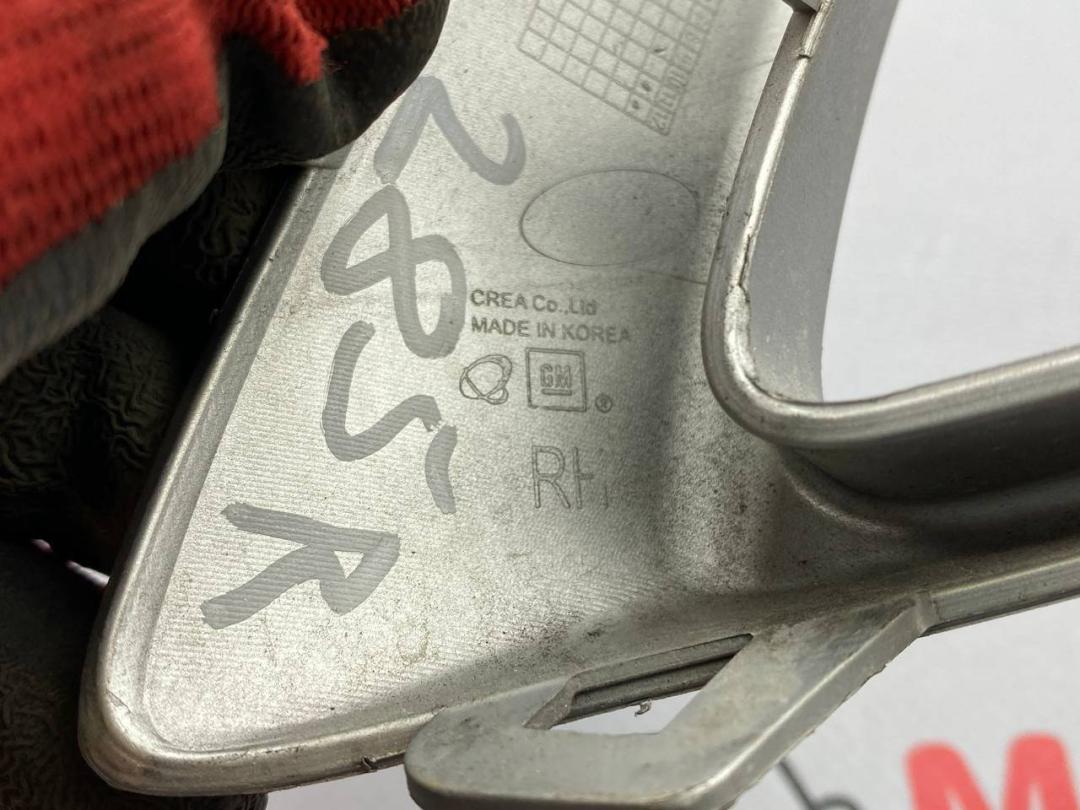 285-R
CREA Co.,Ltd
MADE IN KOREA
GM ®
RH
M